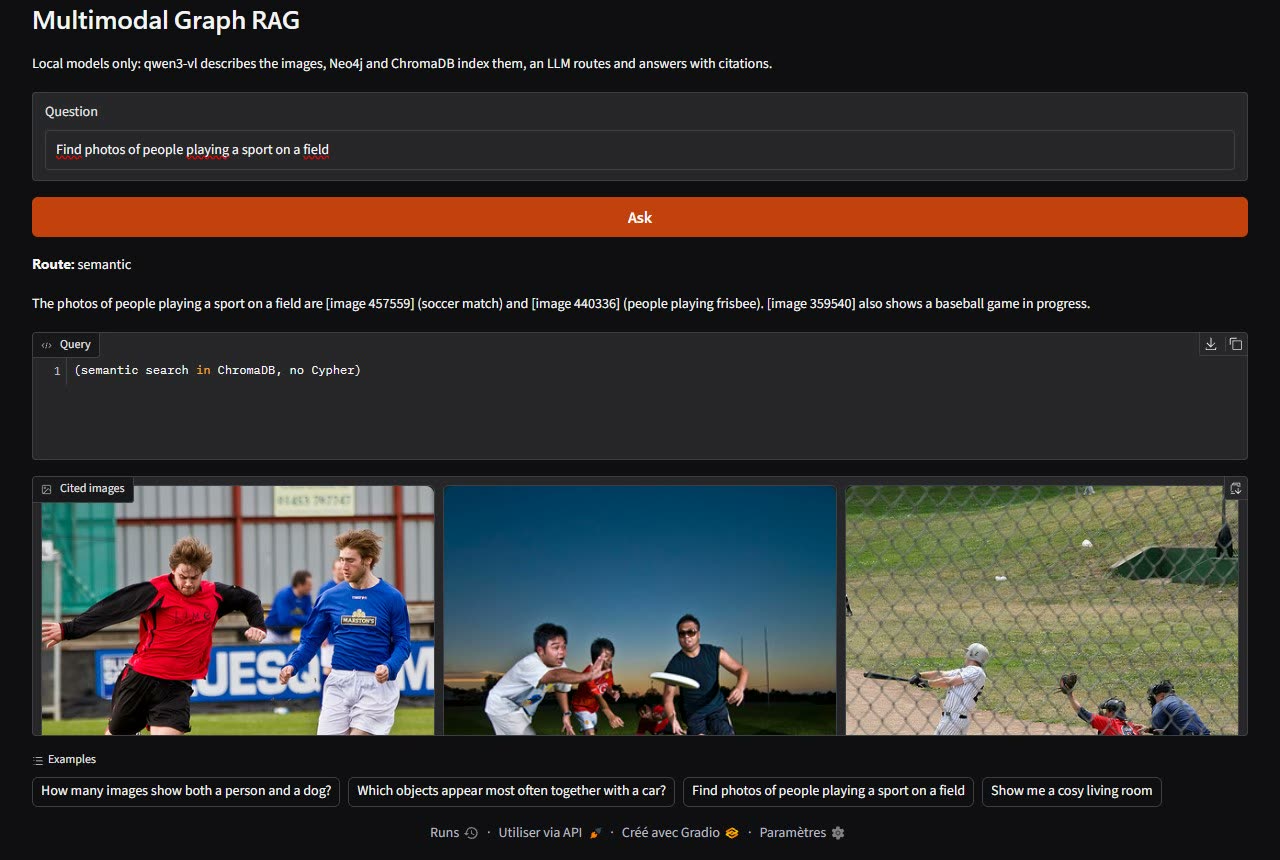 Multimodal Graph RAG
Local models only: qwen3-vl describes the images, Neo4j and ChromaDB index them, an LLM routes and answers with citations.
Question
Find photos of people playing a sport on a field
Ask
Route: semantic
The photos of people playing a sport on a field are [image 457559] (soccer match) and [image 440336] (people playing frisbee). [image 359540] also shows a baseball game in progress.
Query
1 (semantic search in ChromaDB, no Cypher)
Cited images
MARSTON'S
UESQ
Examples
How many images show both a person and a dog? Which objects appear most often together with a car? Find photos of people playing a sport on a field Show me a cosy living room
Runs · Utiliser via API · Créé avec Gradio · Paramètres